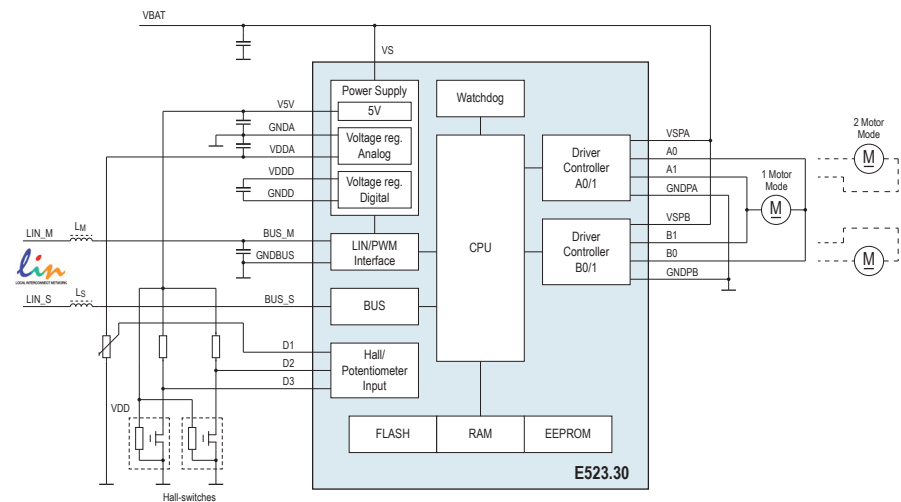 VBAT
VS
Power Supply
5V
Voltage reg.
Analog
Voltage reg.
Digital
V5V
GNDA
VDDA
VDDD
GNDD
LIN_M
LM
BUS_M
GNDBUS
LIN/PWM
Interface
lin
LOCAL INTERCONNECT NETWORK
LIN_S
LS
BUS_S
BUS
D1
D2
D3
Hall/
Potentiometer
Input
VDD
Hall-switches
Watchdog
CPU
FLASH
RAM
EEPROM
E523.30
Driver
Controller
A0/1
Driver
Controller
B0/1
VSPA
A0
A1
GNDPA
VSPB
B1
B0
GNDPB
1 Motor
Mode
M
2 Motor
Mode
M
M